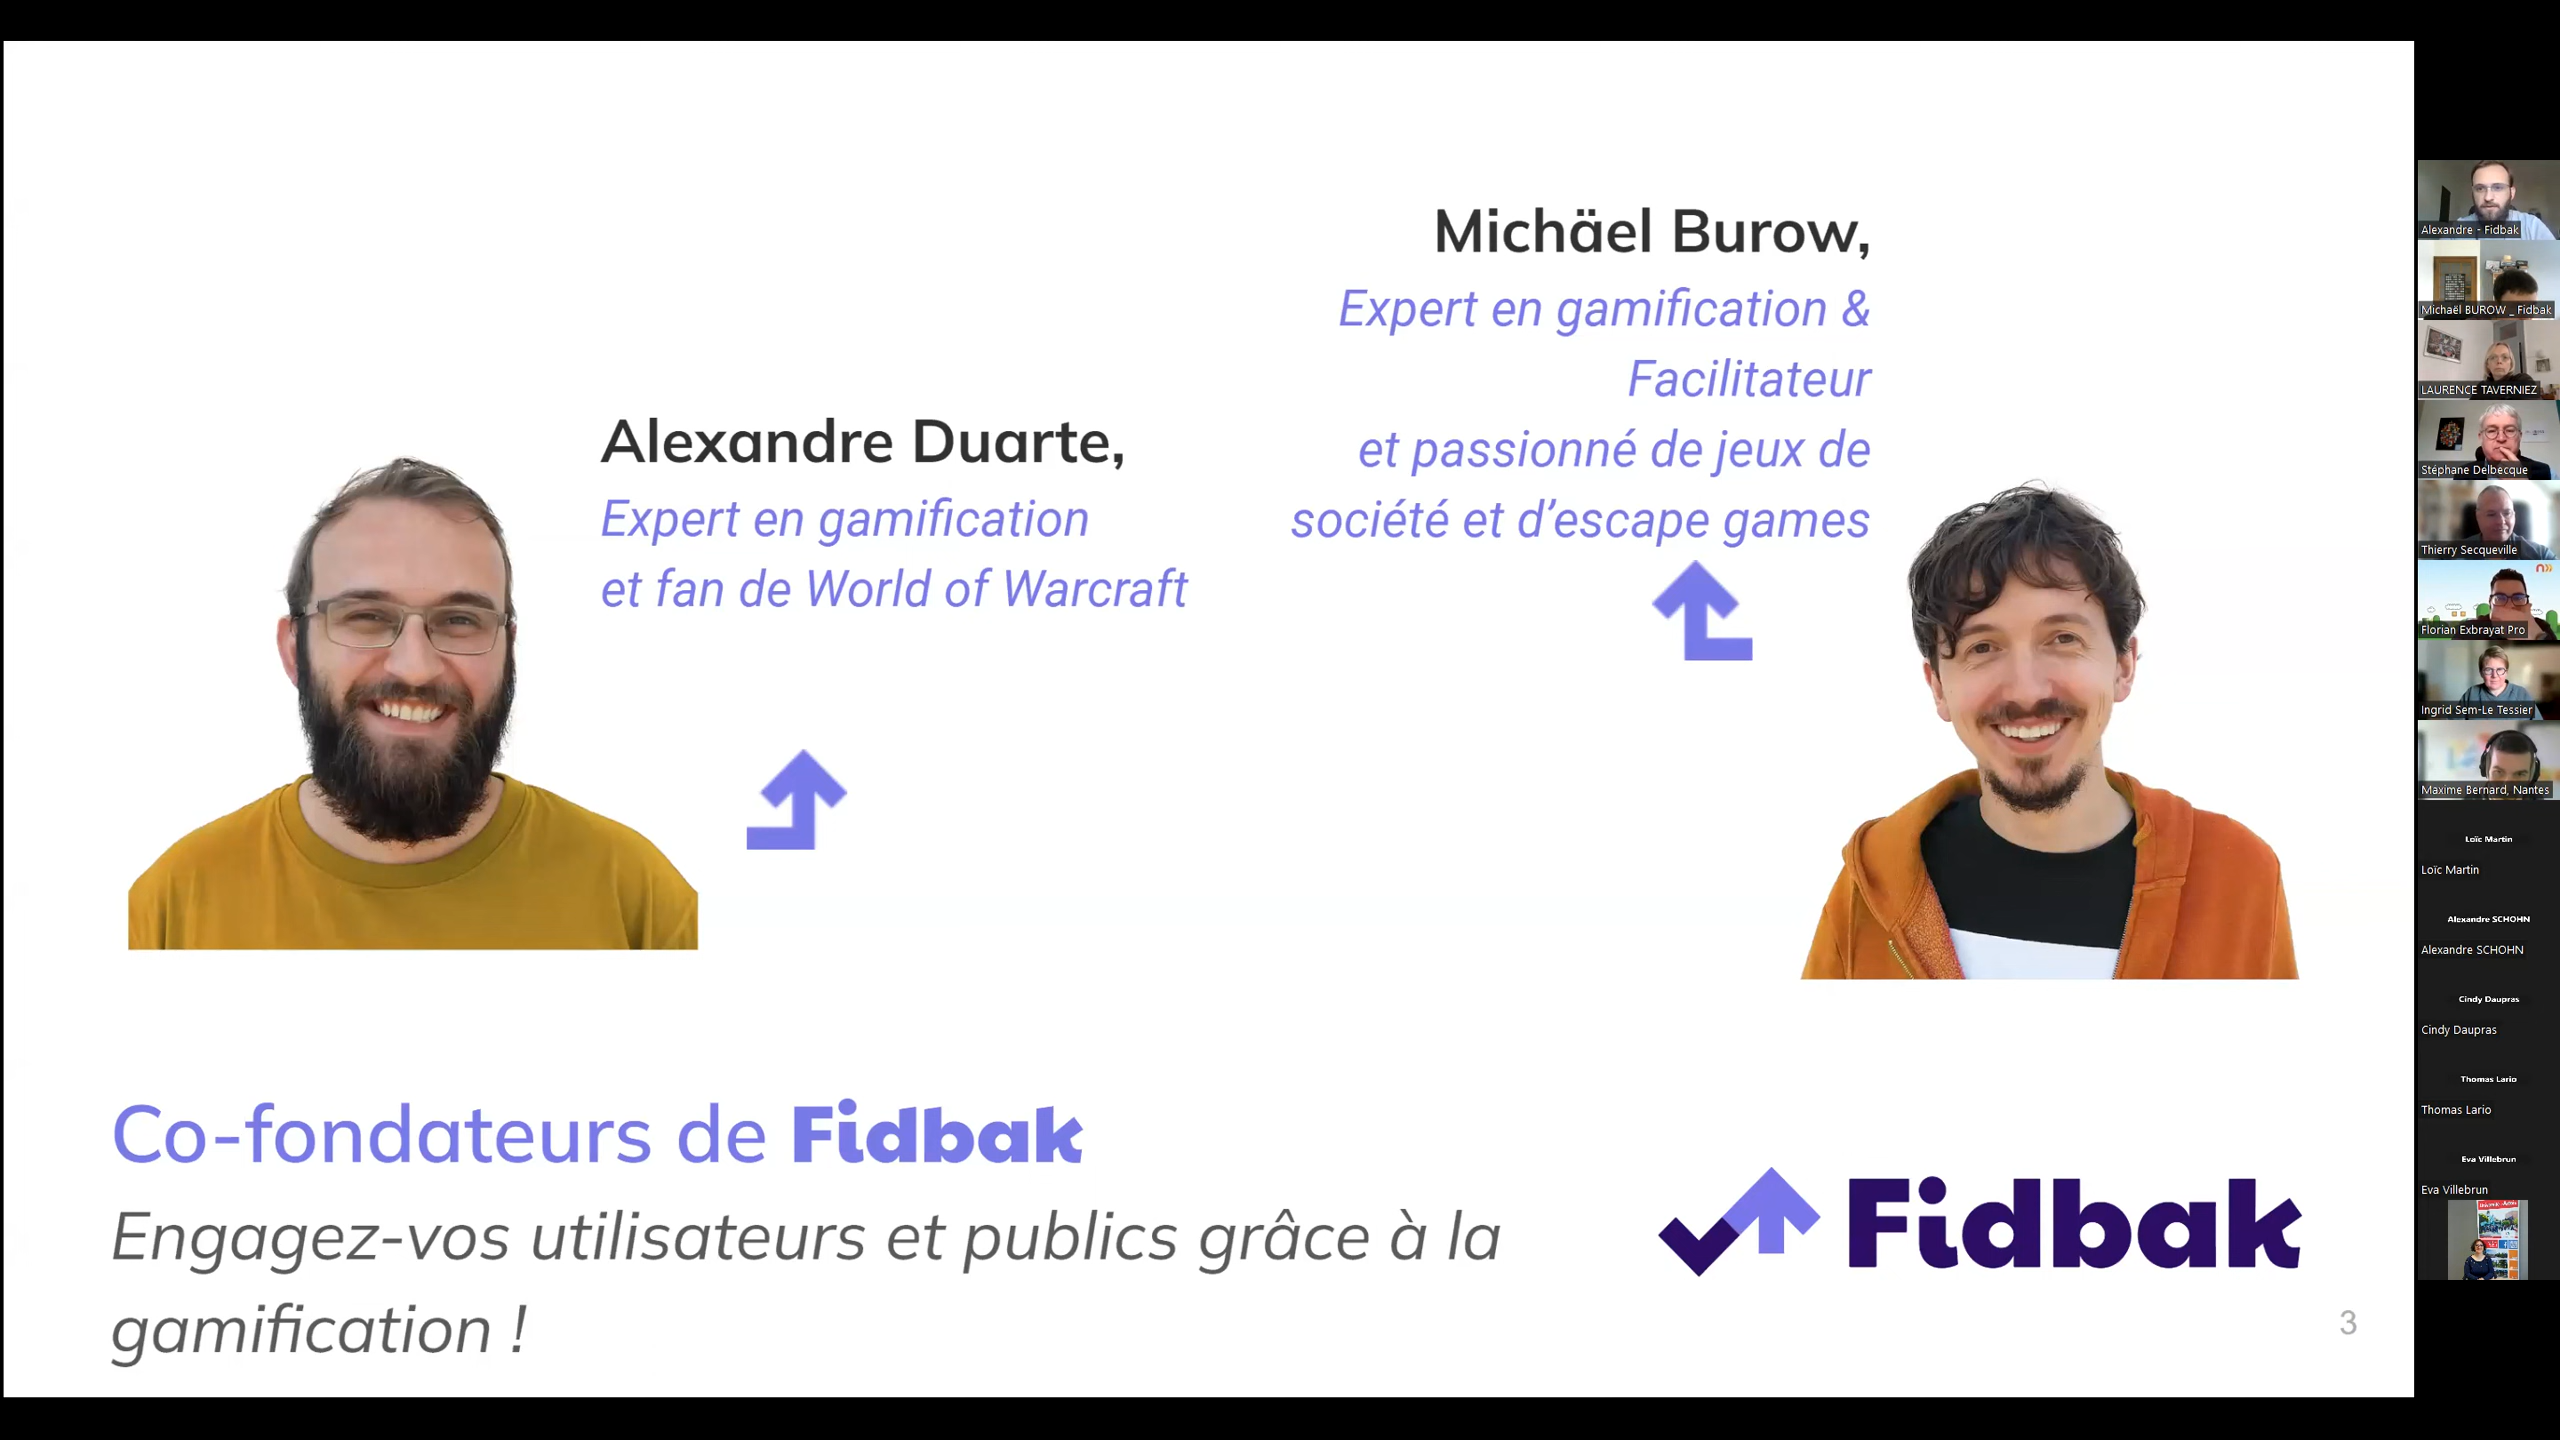 Michäel Burow,
Expert en gamification &
Facilitateur
et passionné de jeux de
société et d’escape games
Alexandre Duarte,
Expert en gamification
et fan de World of Warcraft
Co-fondateurs de Fidbak
Engagez-vos utilisateurs et publics grâce à la
gamification !
Fidbak
3
Alexandre - Fidbak
Michaël BUROW _ Fidbak
LAURENCE TAVERNIEZ
Stéphane Delbecque
Thierry Secqueville
Florian Exbrayat Pro
Ingrid Sem-Le Tessier
Maxime Bernard, Nantes
Loïc Martin
Loïc Martin
Alexandre SCHOHN
Alexandre SCHOHN
Cindy Daupras
Cindy Daupras
Thomas Lario
Thomas Lario
Eva Villebrun
Eva Villebrun